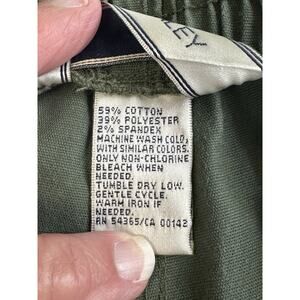 LEY
59% COTTON
39% POLYESTER
2% SPANDEX
MACHINE WASH COLD,
WITH SIMILAR COLORS.
ONLY NON-CHLORINE
BLEACH WHEN
NEEDED.
TUMBLE DRY LOW.
GENTLE CYCLE.
WARM IRON IF
NEEDED.
RN 54365/CA 00142